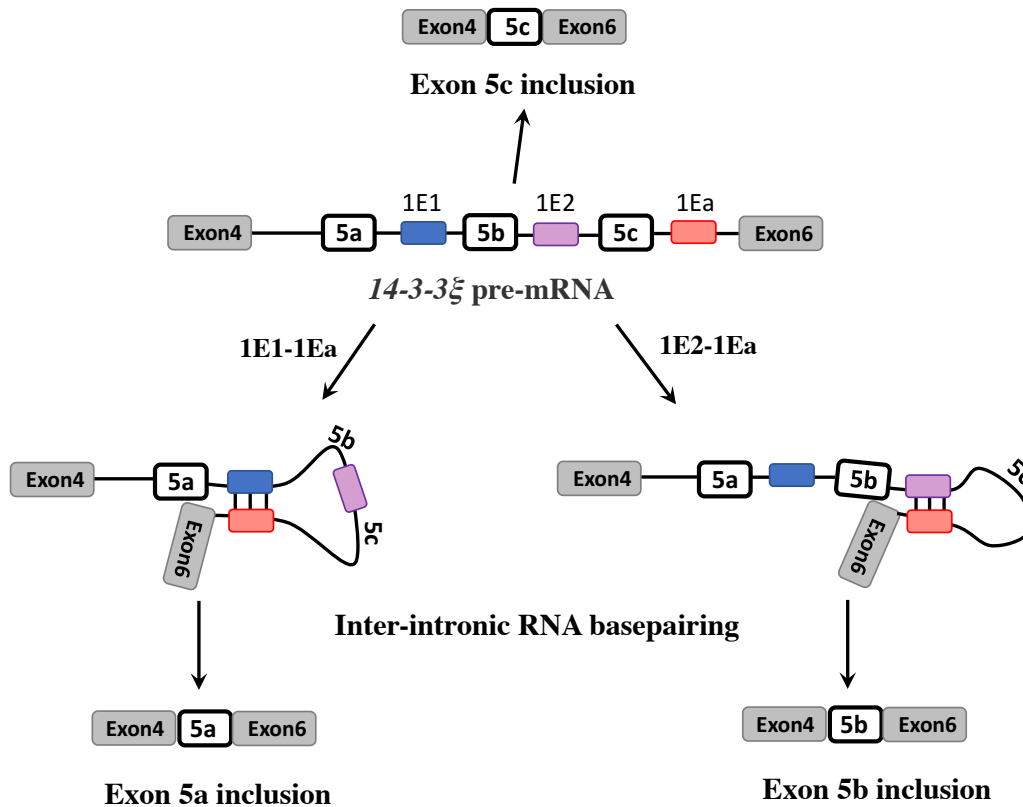 Exon4 5c Exon6
Exon 5c inclusion
1E1 1E2 1Ea
Exon4 5a 5b 5c Exon6
14-3-3ξ pre-mRNA
1E1-1Ea
1E2-1Ea
5b
Exon4 5a
5c
Exon6
Exon4 5a 5b
Exon6
Inter-intronic RNA basepairing
Exon4 5a Exon6
Exon4 5b Exon6
Exon 5a inclusion
Exon 5b inclusion